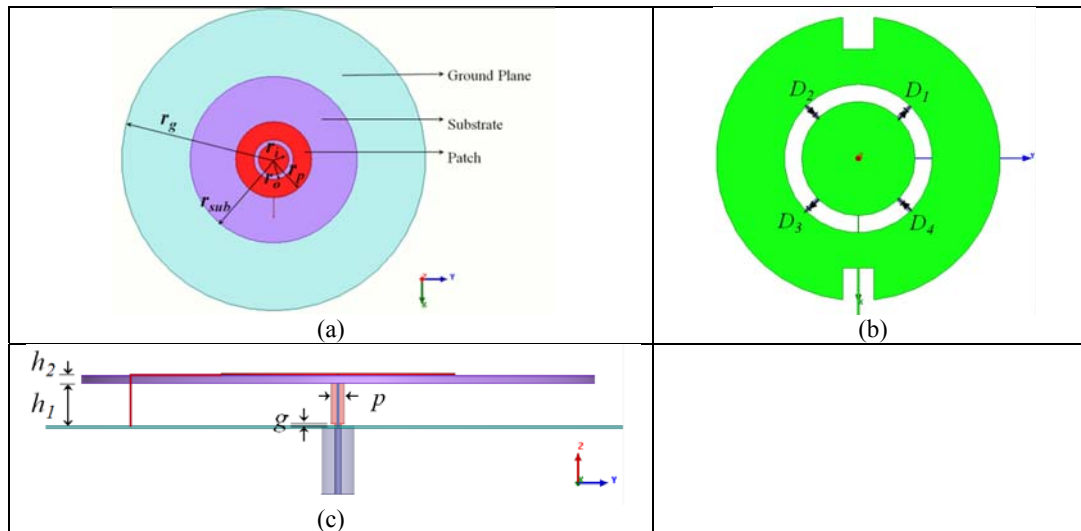 Ground Plane
Substrate
Patch
r_g
r_i
r_o
r_p
r_sub
Z
Y
X
(a)
D_2
D_1
D_3
D_4
Z
Y
X
(b)
h_2
h_1
p
g
Z
X
Y
(c)